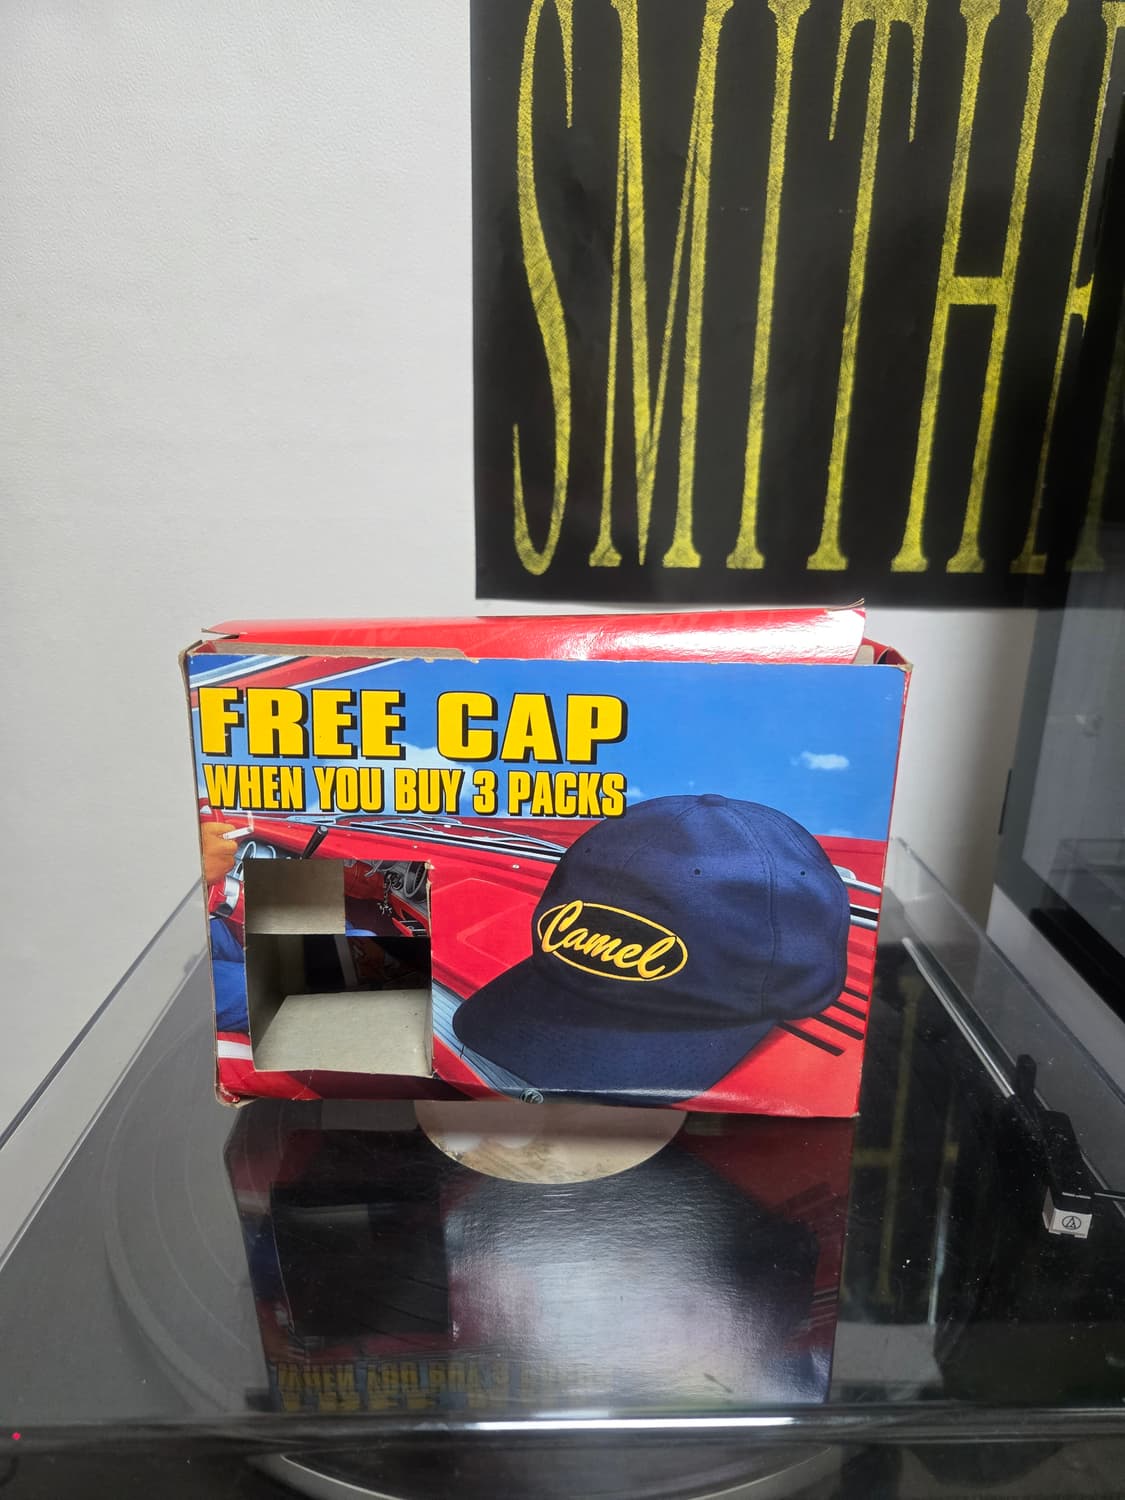 SMITH
FREE CAP
WHEN YOU BUY 3 PACKS
Camel